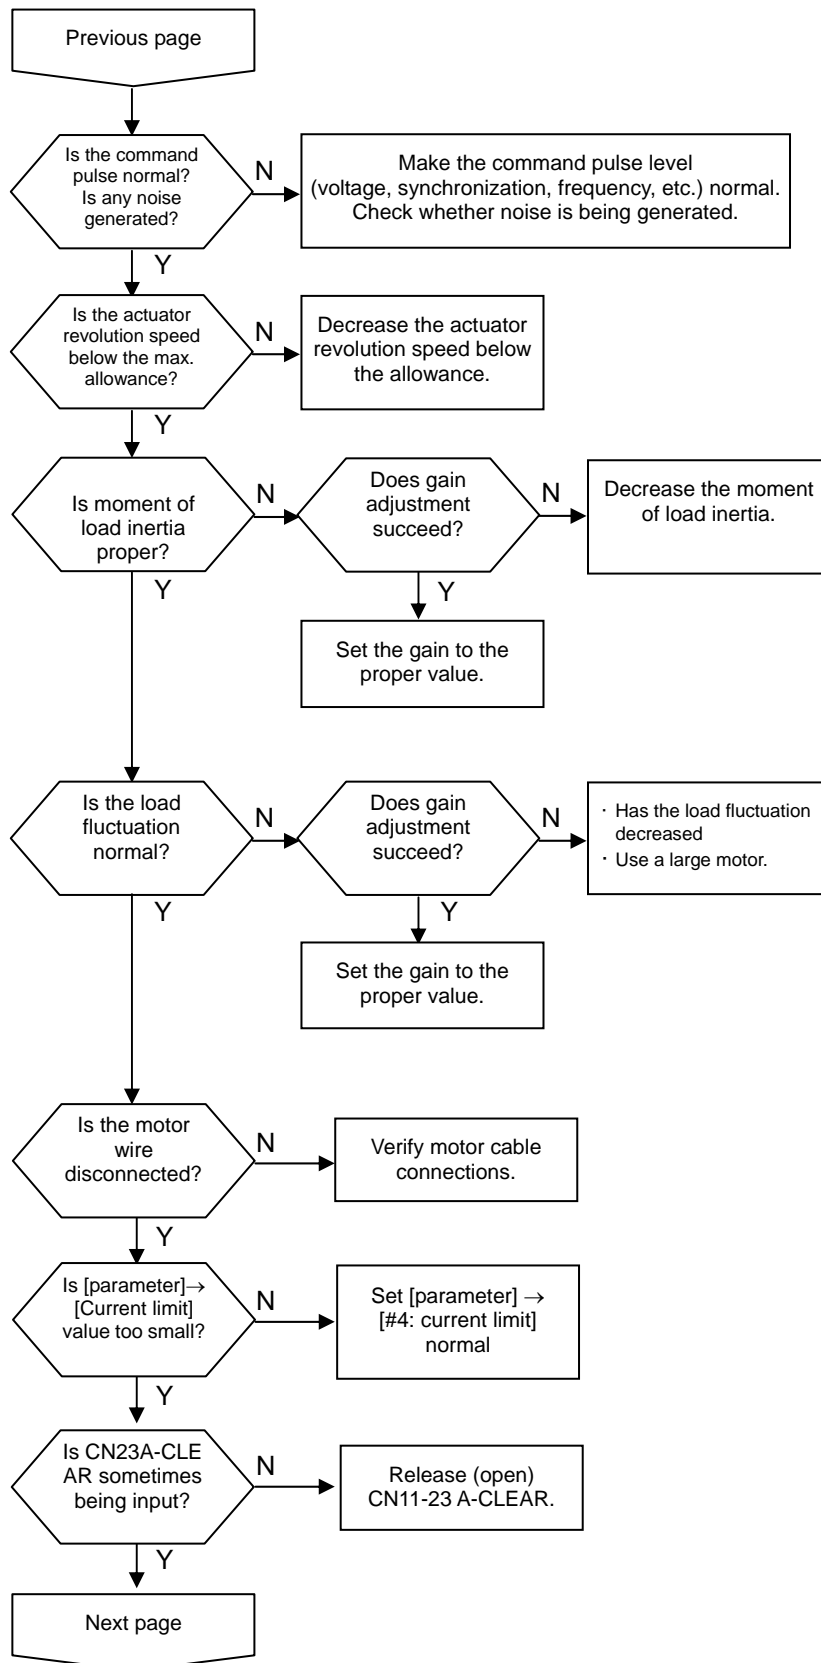 Previous page
Is the command
pulse normal?
Is any noise
generated?
N
Make the command pulse level
(voltage, synchronization, frequency, etc.) normal.
Check whether noise is being generated.
Y
Is the actuator
revolution speed
below the max.
allowance?
N
Decrease the actuator
revolution speed below
the allowance.
Y
Is moment of
load inertia
proper?
N
Does gain
adjustment
succeed?
N
Decrease the moment
of load inertia.
Y
Y
Set the gain to the
proper value.
Is the load
fluctuation
normal?
N
Does gain
adjustment
succeed?
N
· Has the load fluctuation
decreased
· Use a large motor.
Y
Y
Set the gain to the
proper value.
Is the motor
wire
disconnected?
N
Verify motor cable
connections.
Y
Is [parameter]→
[Current limit]
value too small?
N
Set [parameter] →
[#4: current limit]
normal
Y
Is CN23A-CLE
AR sometimes
being input?
N
Release (open)
CN11-23 A-CLEAR.
Y
Next page